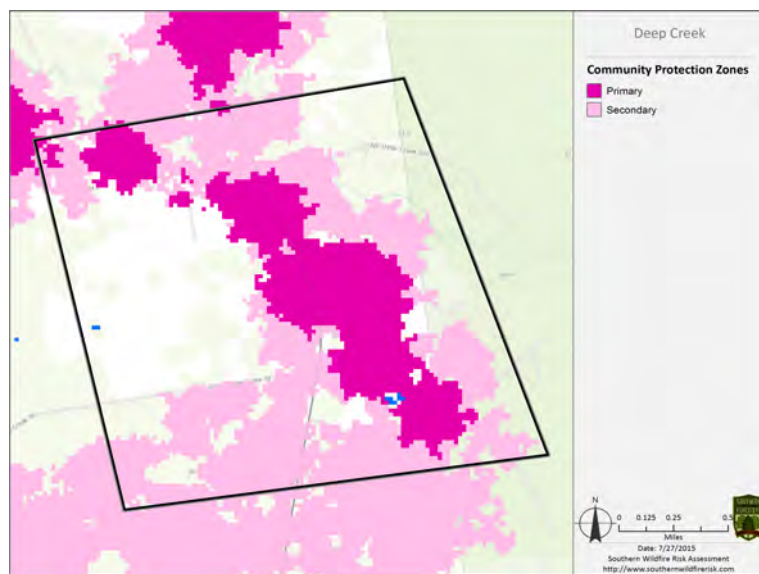 Deep Creek
Community Protection Zones
Primary
Secondary
N
0 0.125 0.25 0.5
Miles
Date: 7/27/2015
Southern Wildfire Risk Assessment
http://www.southernwildfirerisk.com